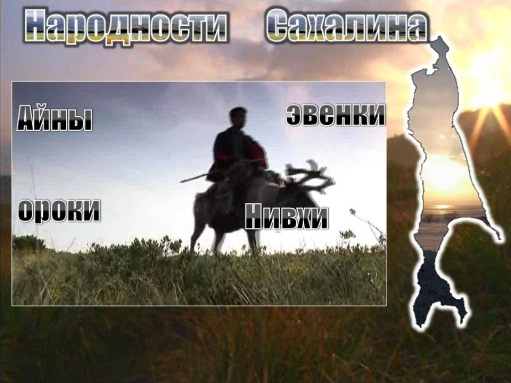 Народности Сахалина
Айны
эвенки
ороки
Нивхи